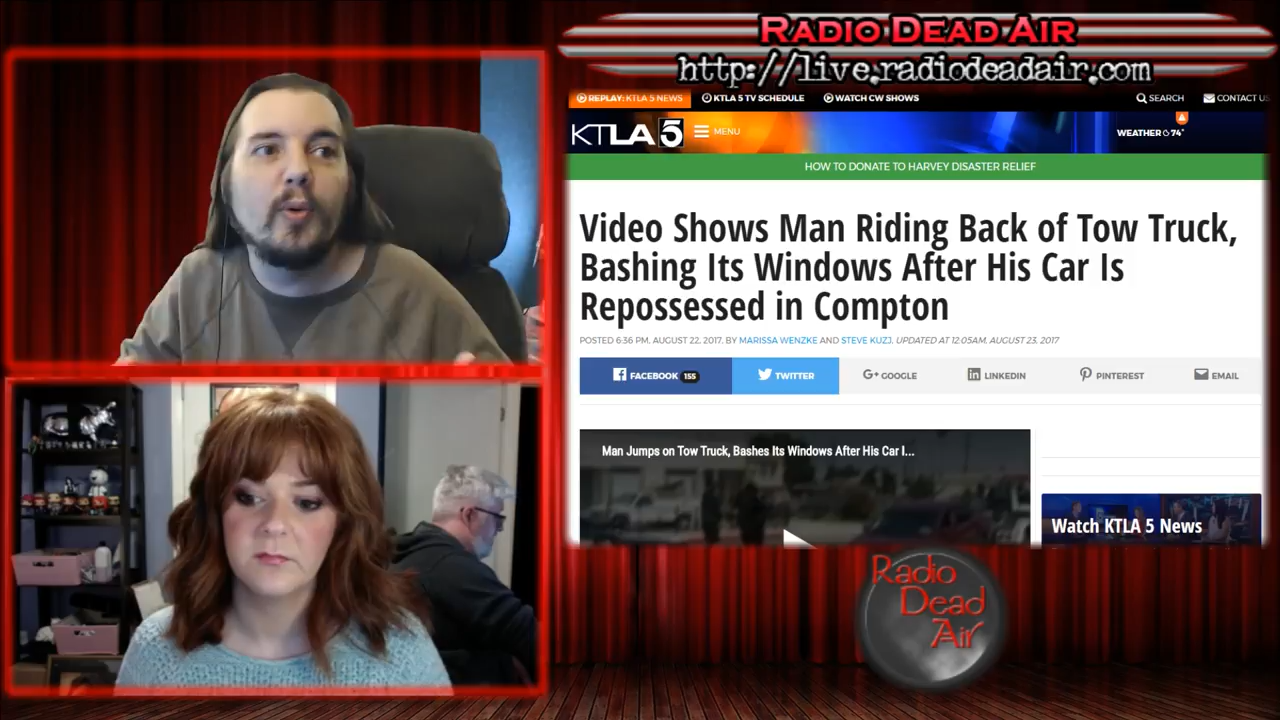 RADIO DEAD AIR
http://live.radiodeadair.com
REPLAY: KTLA 5 NEWS KTLA 5 TV SCHEDULE WATCH CW SHOWS SEARCH CONTACT US
KTLA 5 MENU WEATHER 74°
HOW TO DONATE TO HARVEY DISASTER RELIEF
Video Shows Man Riding Back of Tow Truck,
Bashing Its Windows After His Car Is
Repossessed in Compton
POSTED 6:36 PM, AUGUST 22, 2017, BY MARISSA WENZKE AND STEVE KUZJ, UPDATED AT 12:05AM, AUGUST 23, 2017
FACEBOOK 155 TWITTER G+ GOOGLE LINKEDIN PINTEREST EMAIL
Man Jumps on Tow Truck, Bashes Its Windows After His Car I...
Watch KTLA 5 News
Radio
Dead
Air